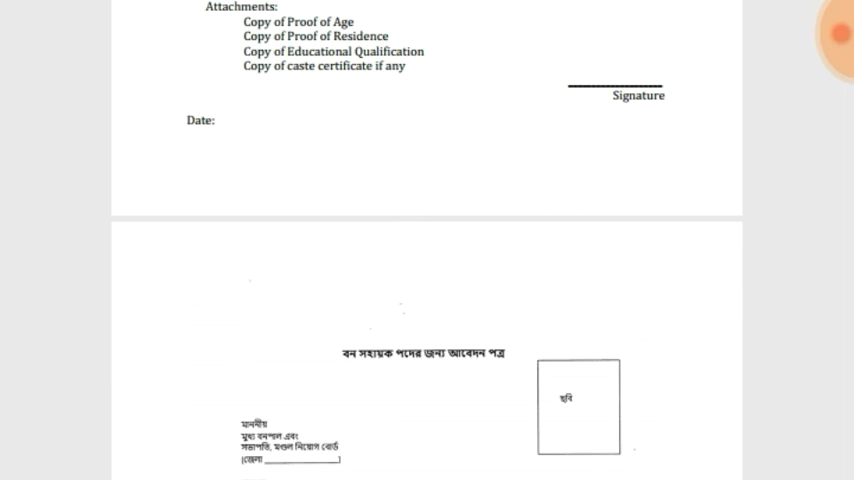 Attachments:
Copy of Proof of Age
Copy of Proof of Residence
Copy of Educational Qualification
Copy of caste certificate if any
Signature
Date:
বন সহায়ক পদের জন্য আবেদন পত্র
ছবি
মাননীয়
মুখ্য বনপাল এবং
সভাপতি, মণ্ডল নিয়োগ বোর্ড
[জেলা ____________]